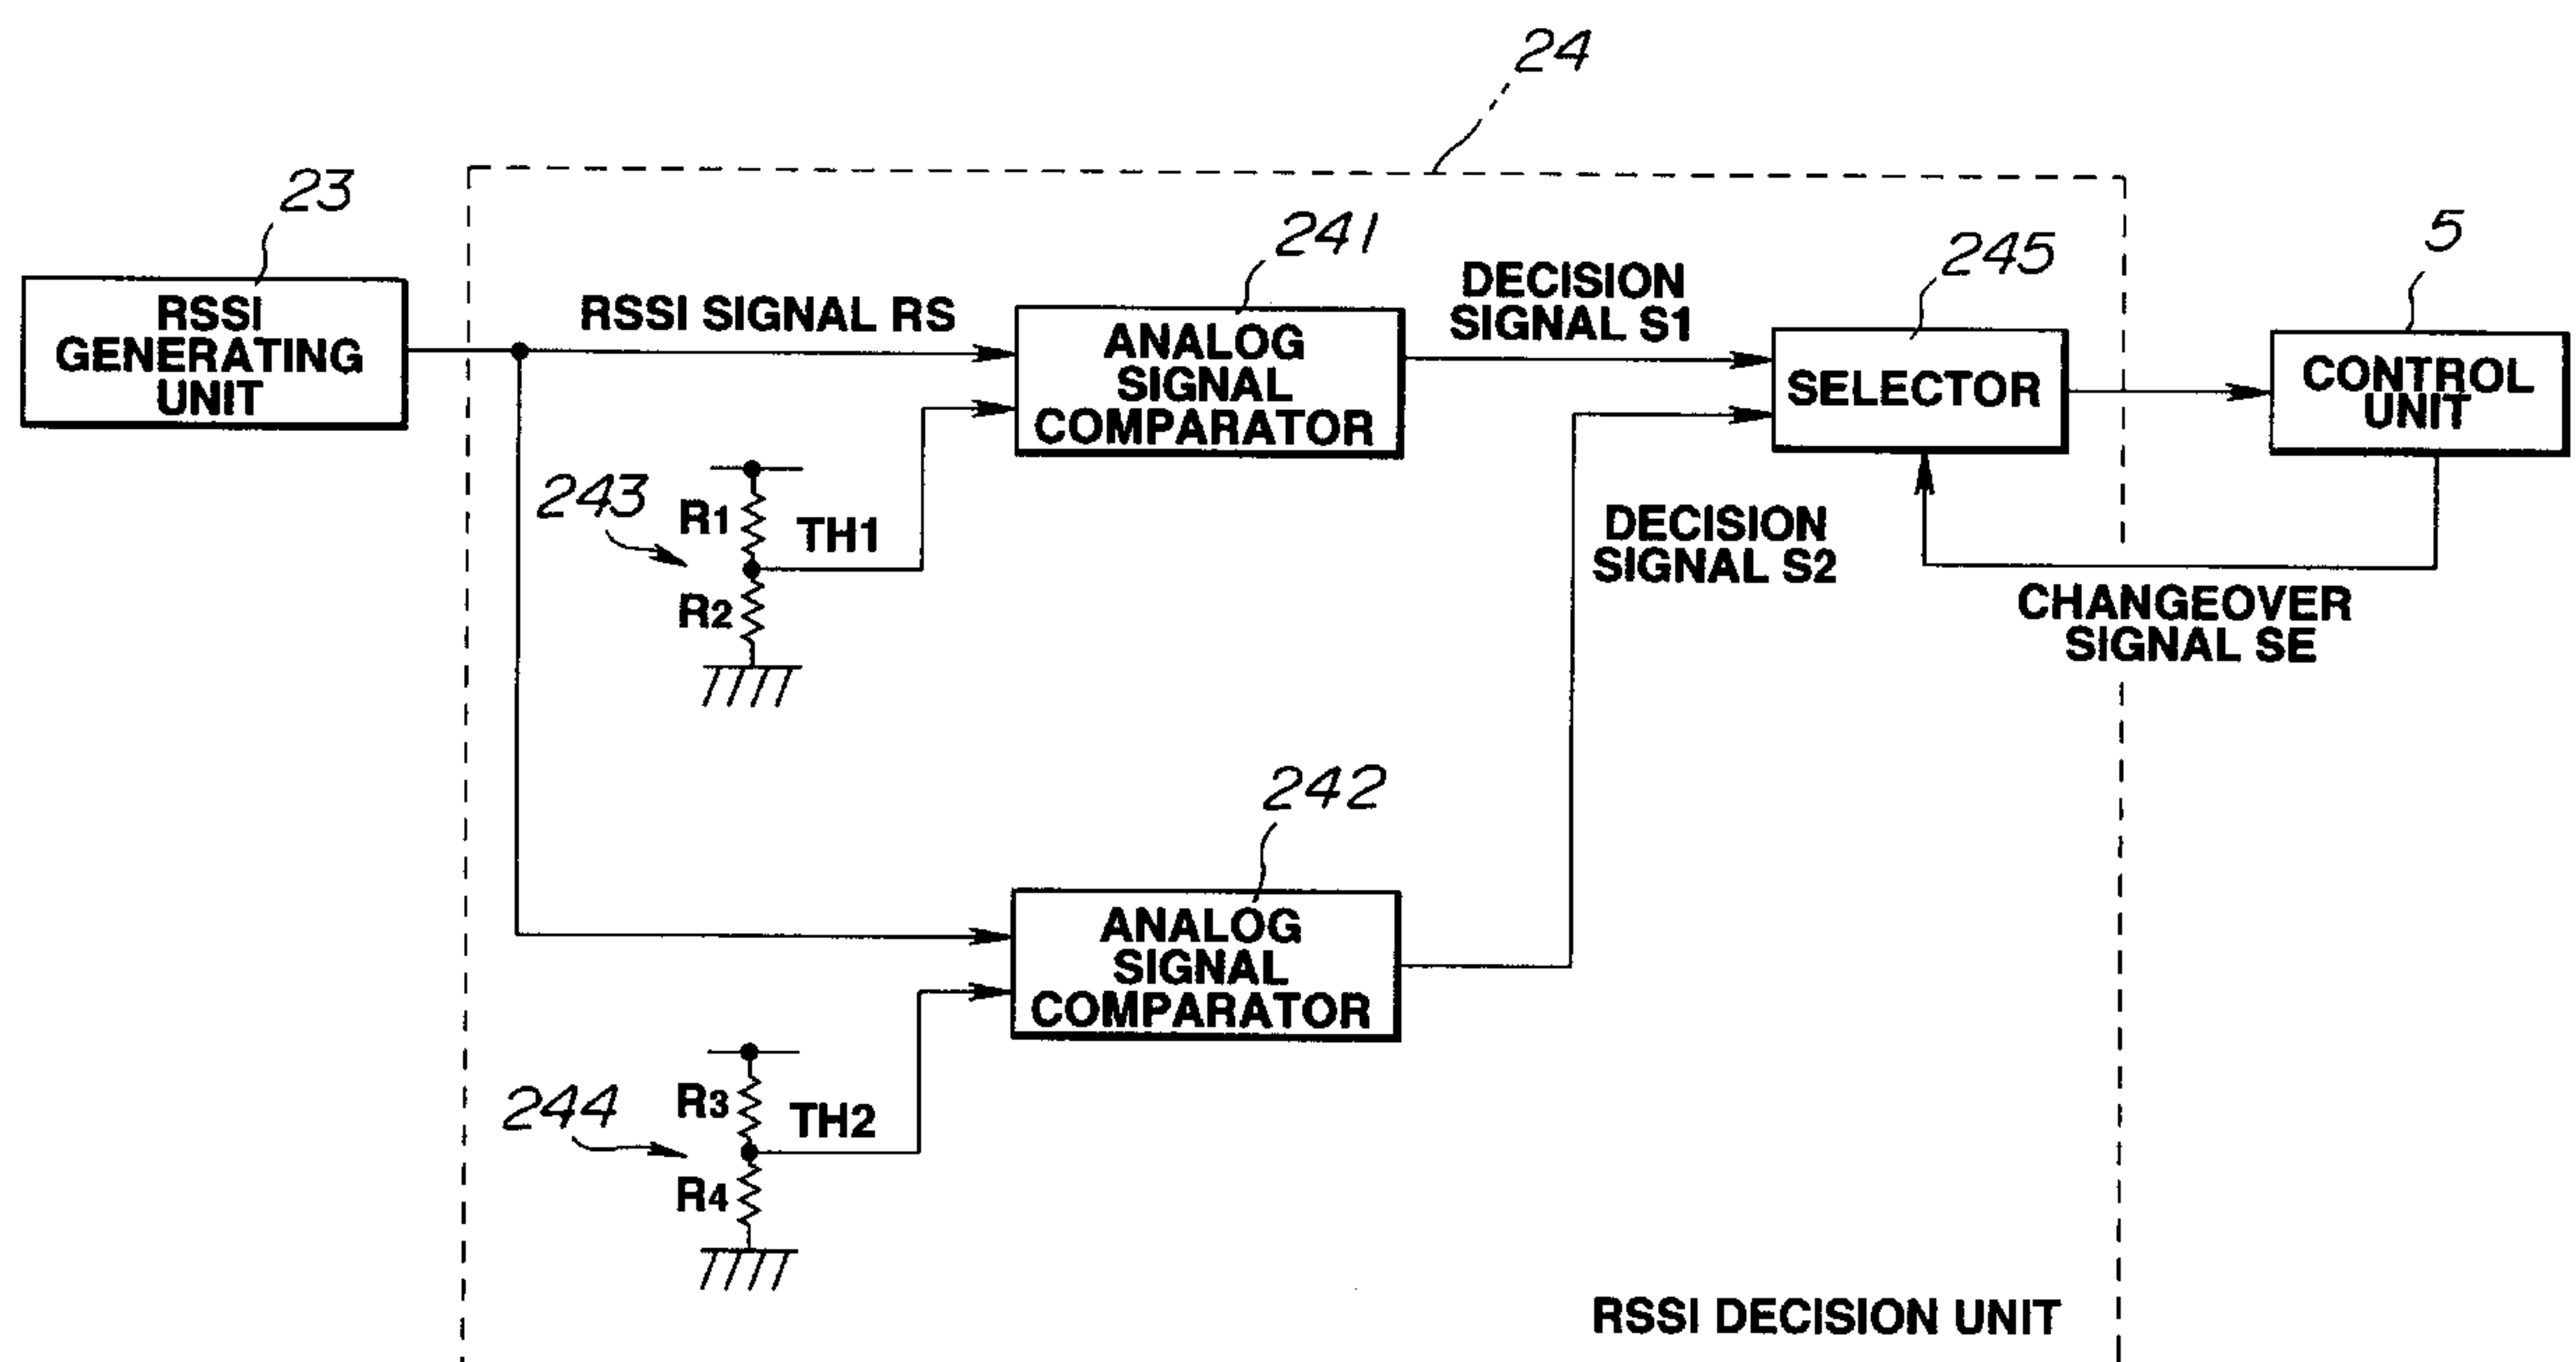 24
23
RSSI
GENERATING
UNIT
RSSI SIGNAL RS
241
ANALOG
SIGNAL
COMPARATOR
DECISION
SIGNAL S1
245
SELECTOR
5
CONTROL
UNIT
243
R1
TH1
R2
DECISION
SIGNAL S2
CHANGEOVER
SIGNAL SE
242
ANALOG
SIGNAL
COMPARATOR
244
R3
TH2
R4
RSSI DECISION UNIT